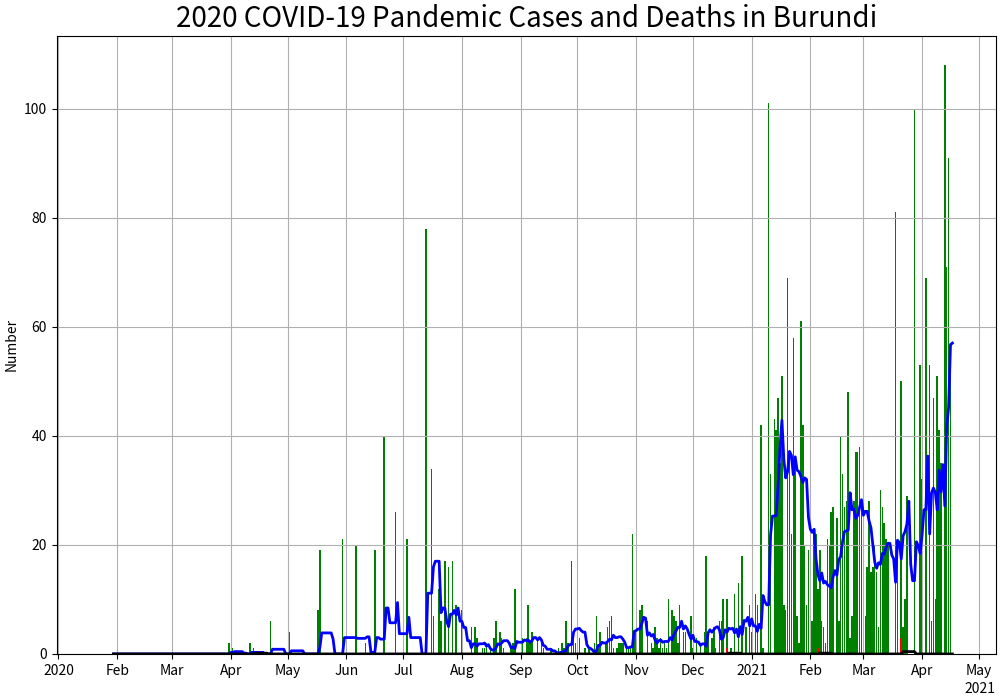 2020 COVID-19 Pandemic Cases and Deaths in Burundi
Number
100
80
60
40
20
0
2020 Feb Mar Apr May Jun Jul Aug Sep Oct Nov Dec 2021 Feb Mar Apr May
2021